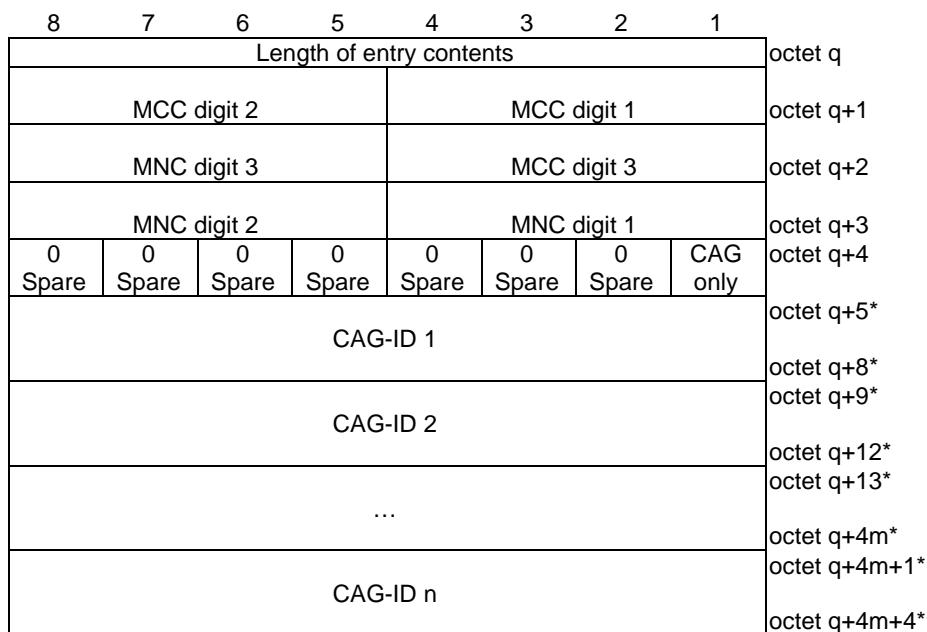 8 7 6 5 4 3 2 1
Length of entry contents octet q
MCC digit 2 MCC digit 1 octet q+1
MNC digit 3 MCC digit 3 octet q+2
MNC digit 2 MNC digit 1 octet q+3
0 0 0 0 0 0 0 CAG octet q+4
Spare Spare Spare Spare Spare Spare Spare only
octet q+5*
CAG-ID 1
octet q+8*
octet q+9*
CAG-ID 2
octet q+12*
octet q+13*
…
octet q+4m*
octet q+4m+1*
CAG-ID n
octet q+4m+4*